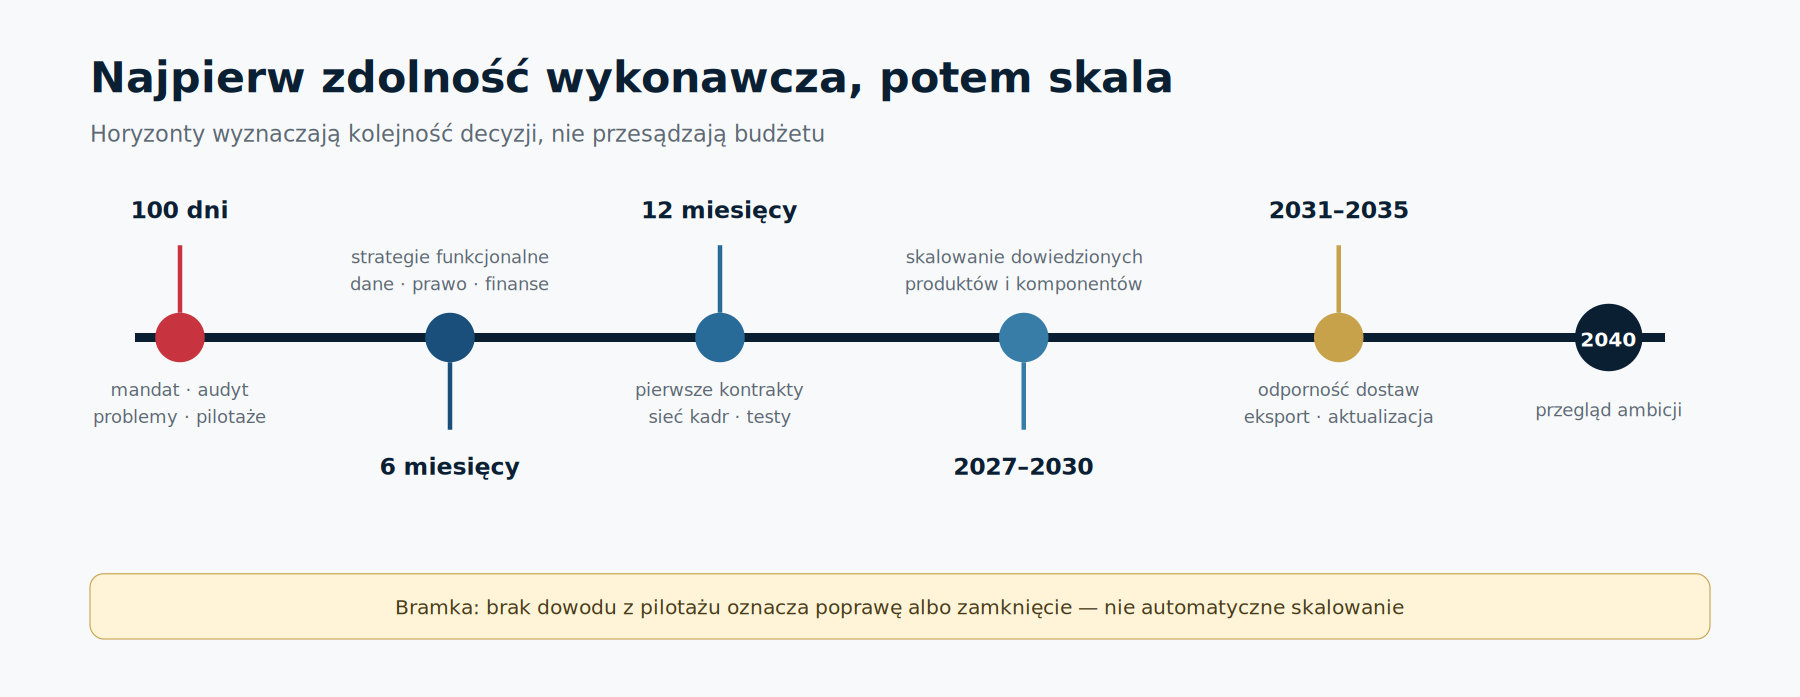 Najpierw zdolność wykonawcza, potem skala
Horyzonty wyznaczają kolejność decyzji, nie przesądzają budżetu
100 dni
mandat · audyt
problemy · pilotaże
strategie funkcjonalne
dane · prawo · finanse
6 miesięcy
12 miesięcy
pierwsze kontrakty
sieć kadr · testy
skalowanie dowiedzionych
produktów i komponentów
2027–2030
2031–2035
odporność dostaw
eksport · aktualizacja
2040
przegląd ambicji
Bramka: brak dowodu z pilotażu oznacza poprawę albo zamknięcie — nie automatyczne skalowanie